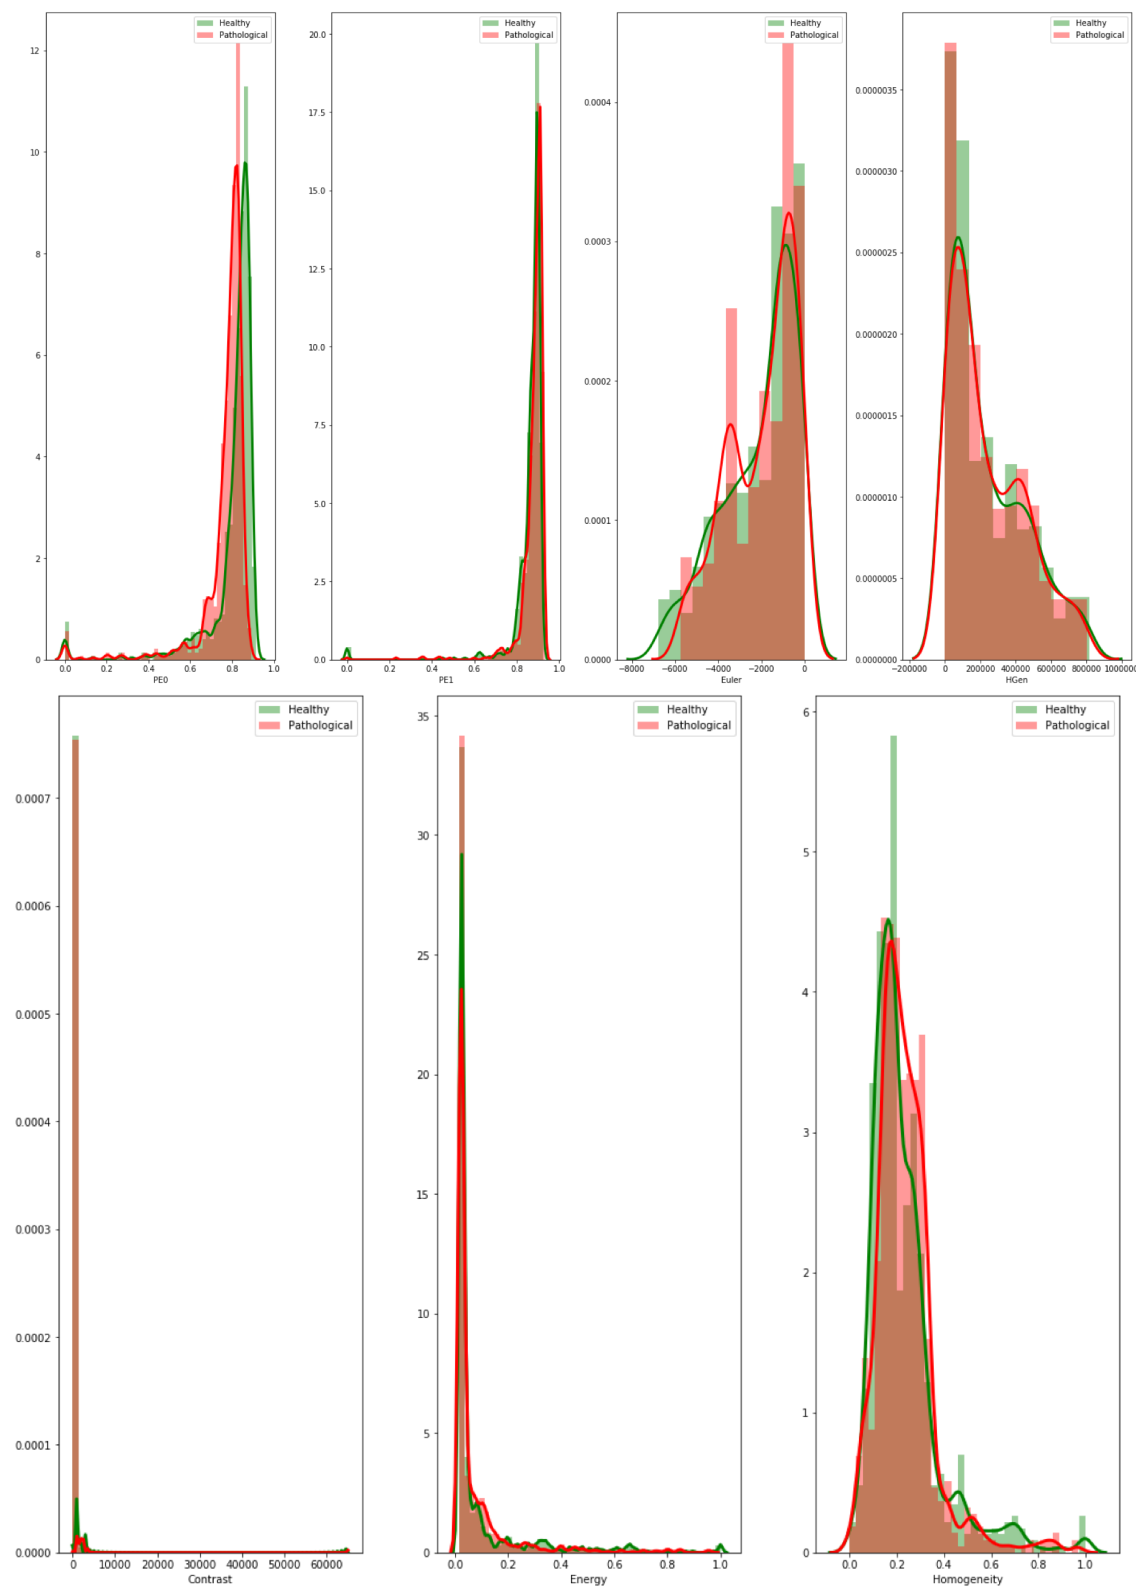 Healthy
Pathological
12
10
8
6
4
2
0
0.0 0.2 0.4 0.6 0.8 1.0
PE0
Healthy
Pathological
20.0
17.5
15.0
12.5
10.0
7.5
5.0
2.5
0.0
0.0 0.2 0.4 0.6 0.8 1.0
PE1
Healthy
Pathological
0.0004
0.0003
0.0002
0.0001
0.0000
−8000 −6000 −4000 −2000 0
Euler
Healthy
Pathological
0.0000035
0.0000030
0.0000025
0.0000020
0.0000015
0.0000010
0.0000005
0.0000000
−200000 0 200000 400000 600000 800000 1000000
HGen
Healthy
Pathological
0.0007
0.0006
0.0005
0.0004
0.0003
0.0002
0.0001
0.0000
0 10000 20000 30000 40000 50000 60000
Contrast
Healthy
Pathological
35
30
25
20
15
10
5
0
0.0 0.2 0.4 0.6 0.8 1.0
Energy
Healthy
Pathological
6
5
4
3
2
1
0
0.0 0.2 0.4 0.6 0.8 1.0
Homogeneity